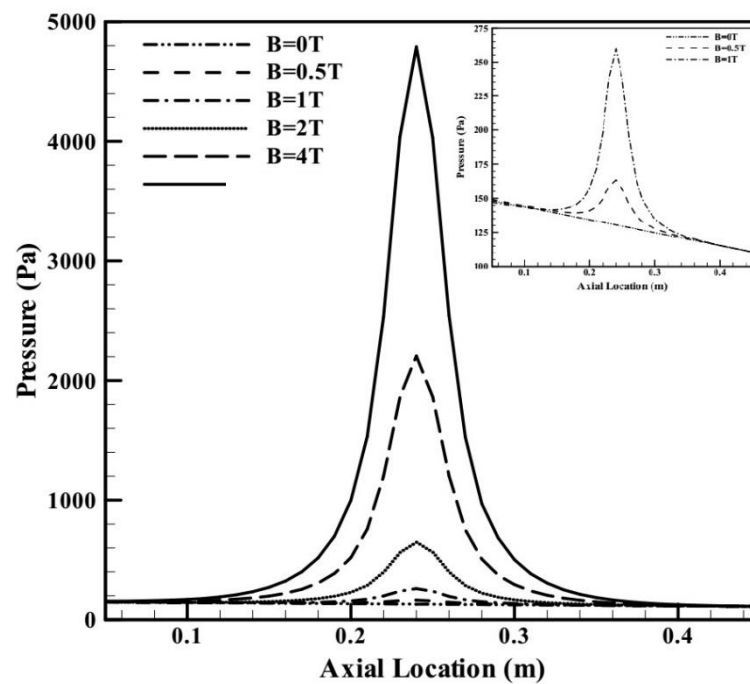 5000
4000
3000
2000
1000
0
Pressure (Pa)
B=0T
B=0.5T
B=1T
B=2T
B=4T
0.1 0.2 0.3 0.4
Axial Location (m)
275
250
225
200
175
150
125
100
Pressure (Pa)
B=0T
B=0.5T
B=1T
0.1 0.2 0.3 0.4
Axial Location (m)